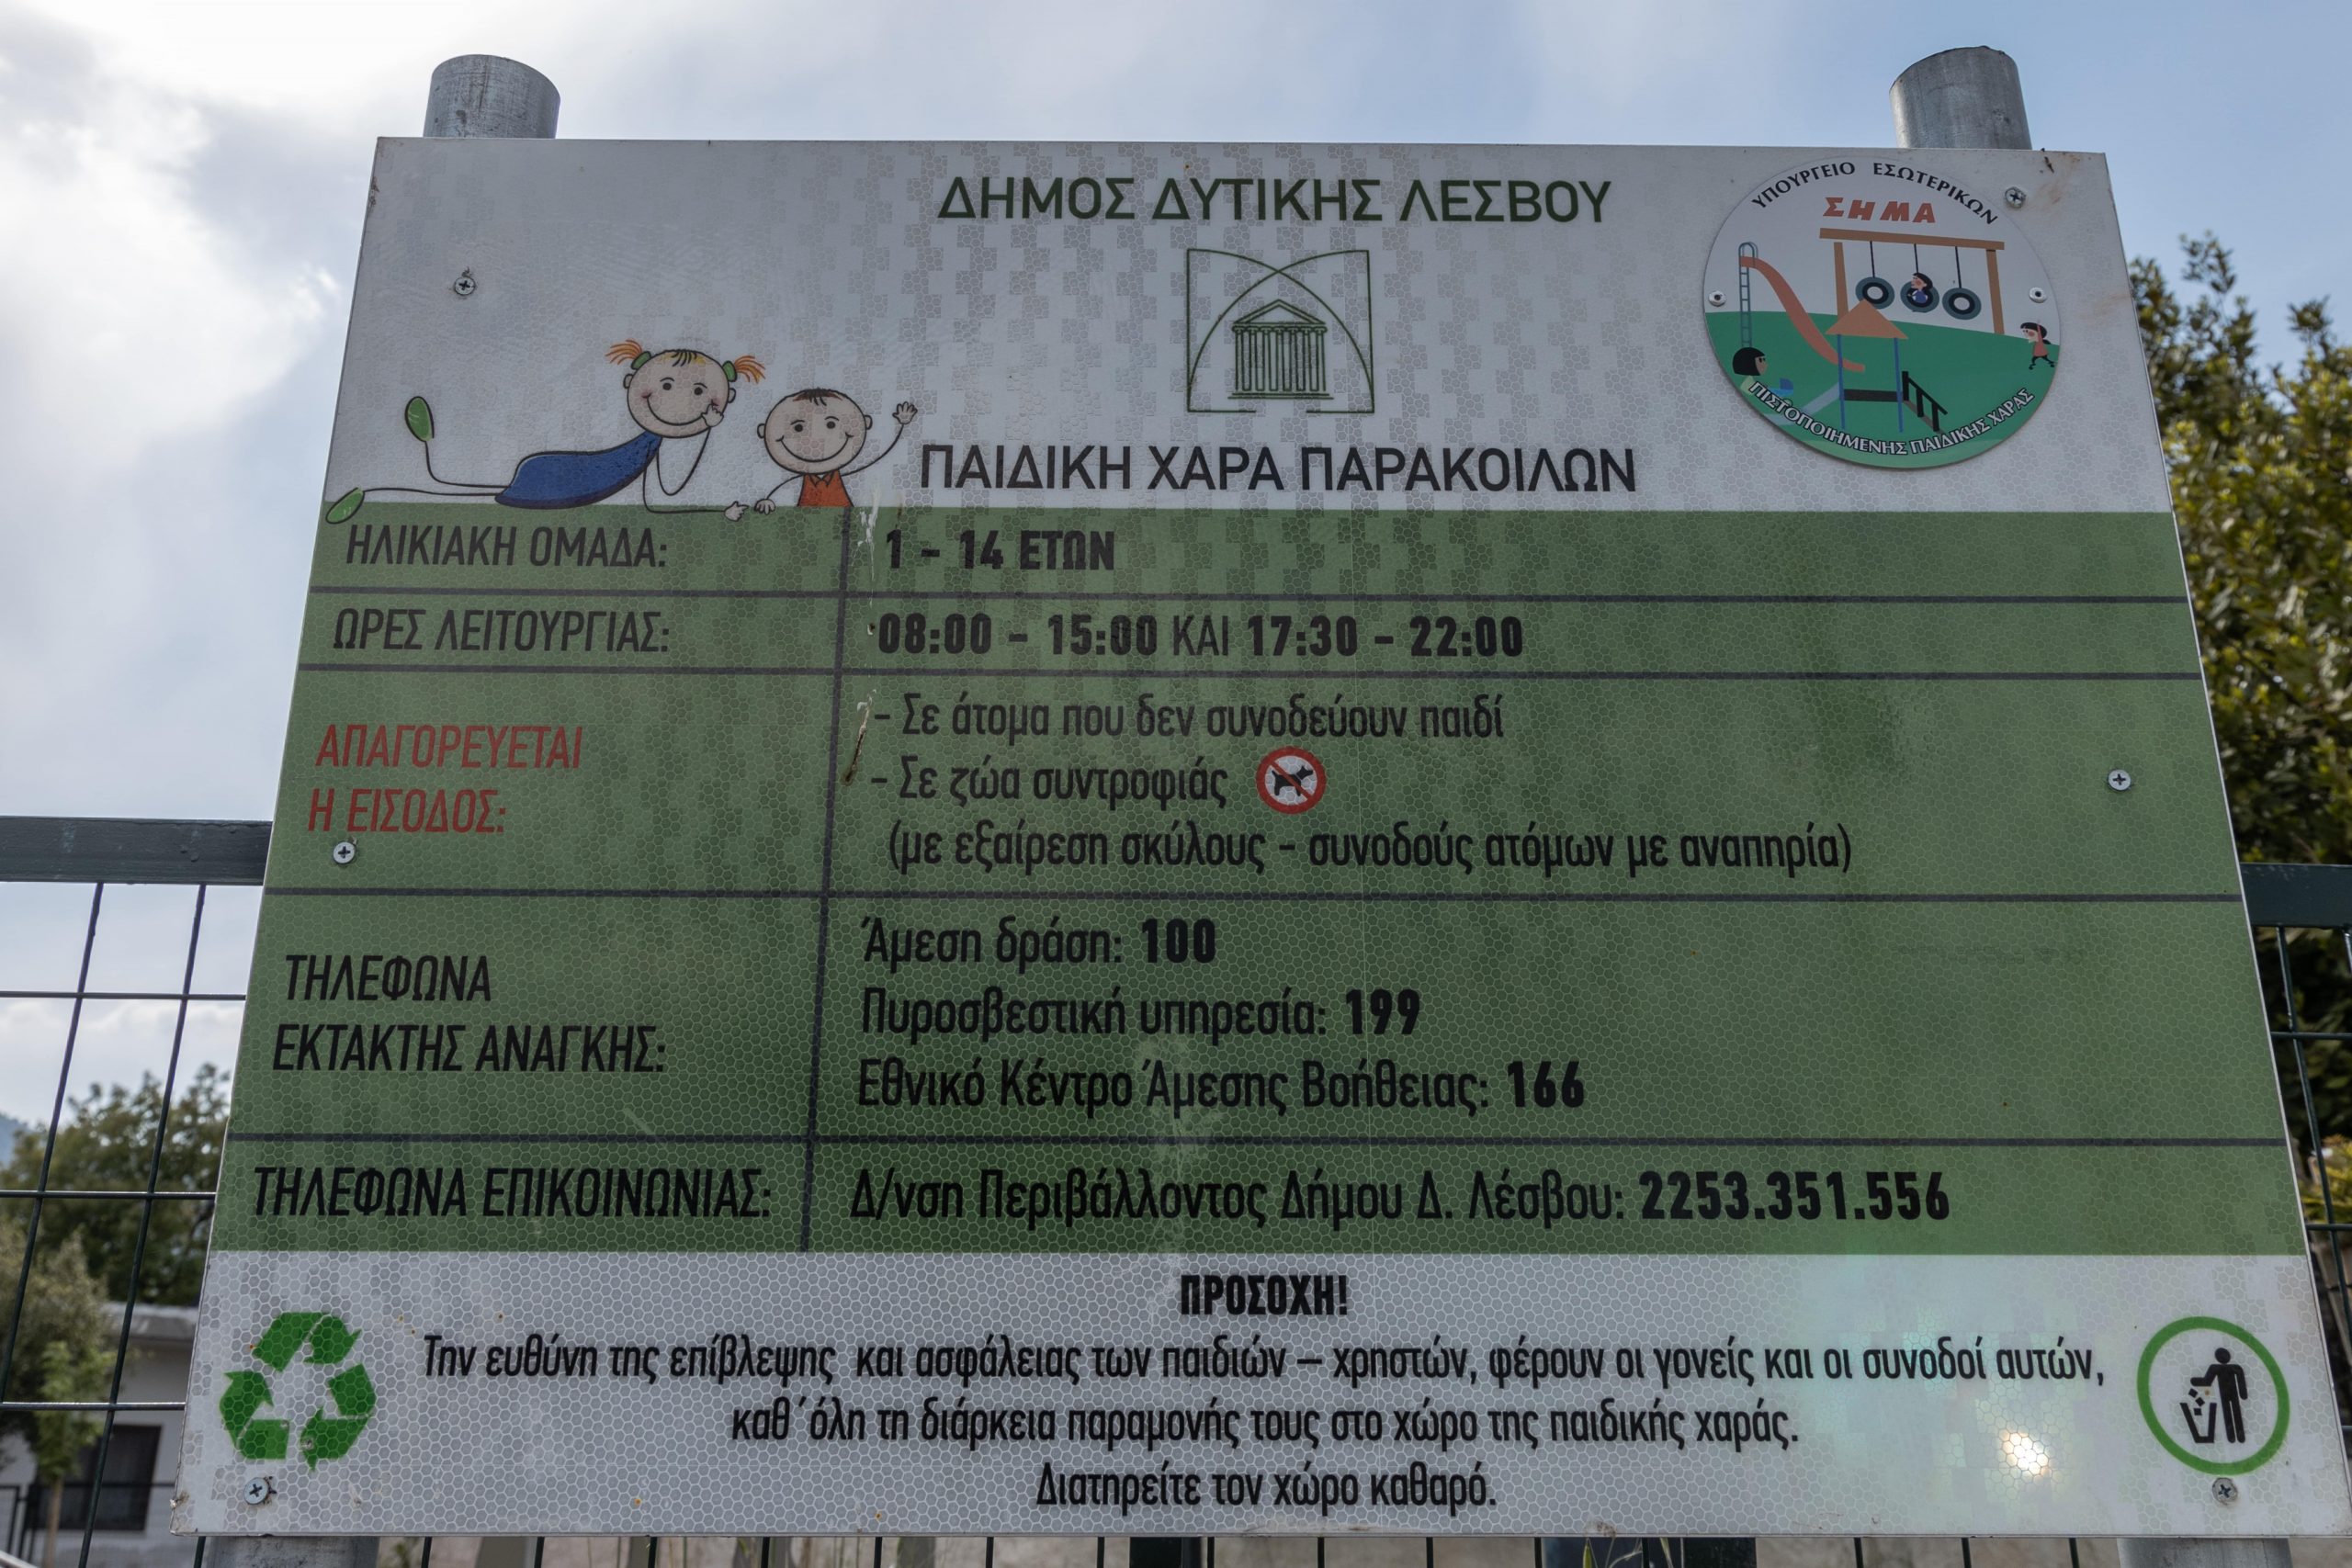 ΔΗΜΟΣ ΔΥΤΙΚΗΣ ΛΕΣΒΟΥ
ΥΠΟΥΡΓΕΙΟ ΕΣΩΤΕΡΙΚΩΝ
ΣΗΜΑ
ΠΙΣΤΟΠΟΙΗΜΕΝΗΣ ΠΑΙΔΙΚΗΣ ΧΑΡΑΣ
ΠΑΙΔΙΚΗ ΧΑΡΑ ΠΑΡΑΚΟΙΛΩΝ
ΗΛΙΚΙΑΚΗ ΟΜΑΔΑ: 1 - 14 ΕΤΩΝ
ΩΡΕΣ ΛΕΙΤΟΥΡΓΙΑΣ: 08:00 - 15:00 ΚΑΙ 17:30 - 22:00
ΑΠΑΓΟΡΕΥΕΤΑΙ
Η ΕΙΣΟΔΟΣ:
- Σε άτομα που δεν συνοδεύουν παιδί
- Σε ζώα συντροφιάς
(με εξαίρεση σκύλους - συνοδούς ατόμων με αναπηρία)
ΤΗΛΕΦΩΝΑ
ΕΚΤΑΚΤΗΣ ΑΝΑΓΚΗΣ:
Άμεση δράση: 100
Πυροσβεστική υπηρεσία: 199
Εθνικό Κέντρο Άμεσης Βοήθειας: 166
ΤΗΛΕΦΩΝΑ ΕΠΙΚΟΙΝΩΝΙΑΣ: Δ/νση Περιβάλλοντος Δήμου Δ. Λέσβου: 2253.351.556
ΠΡΟΣΟΧΗ!
Την ευθύνη της επίβλεψης και ασφάλειας των παιδιών – χρηστών, φέρουν οι γονείς και οι συνοδοί αυτών,
καθ΄όλη τη διάρκεια παραμονής τους στο χώρο της παιδικής χαράς.
Διατηρείτε τον χώρο καθαρό.